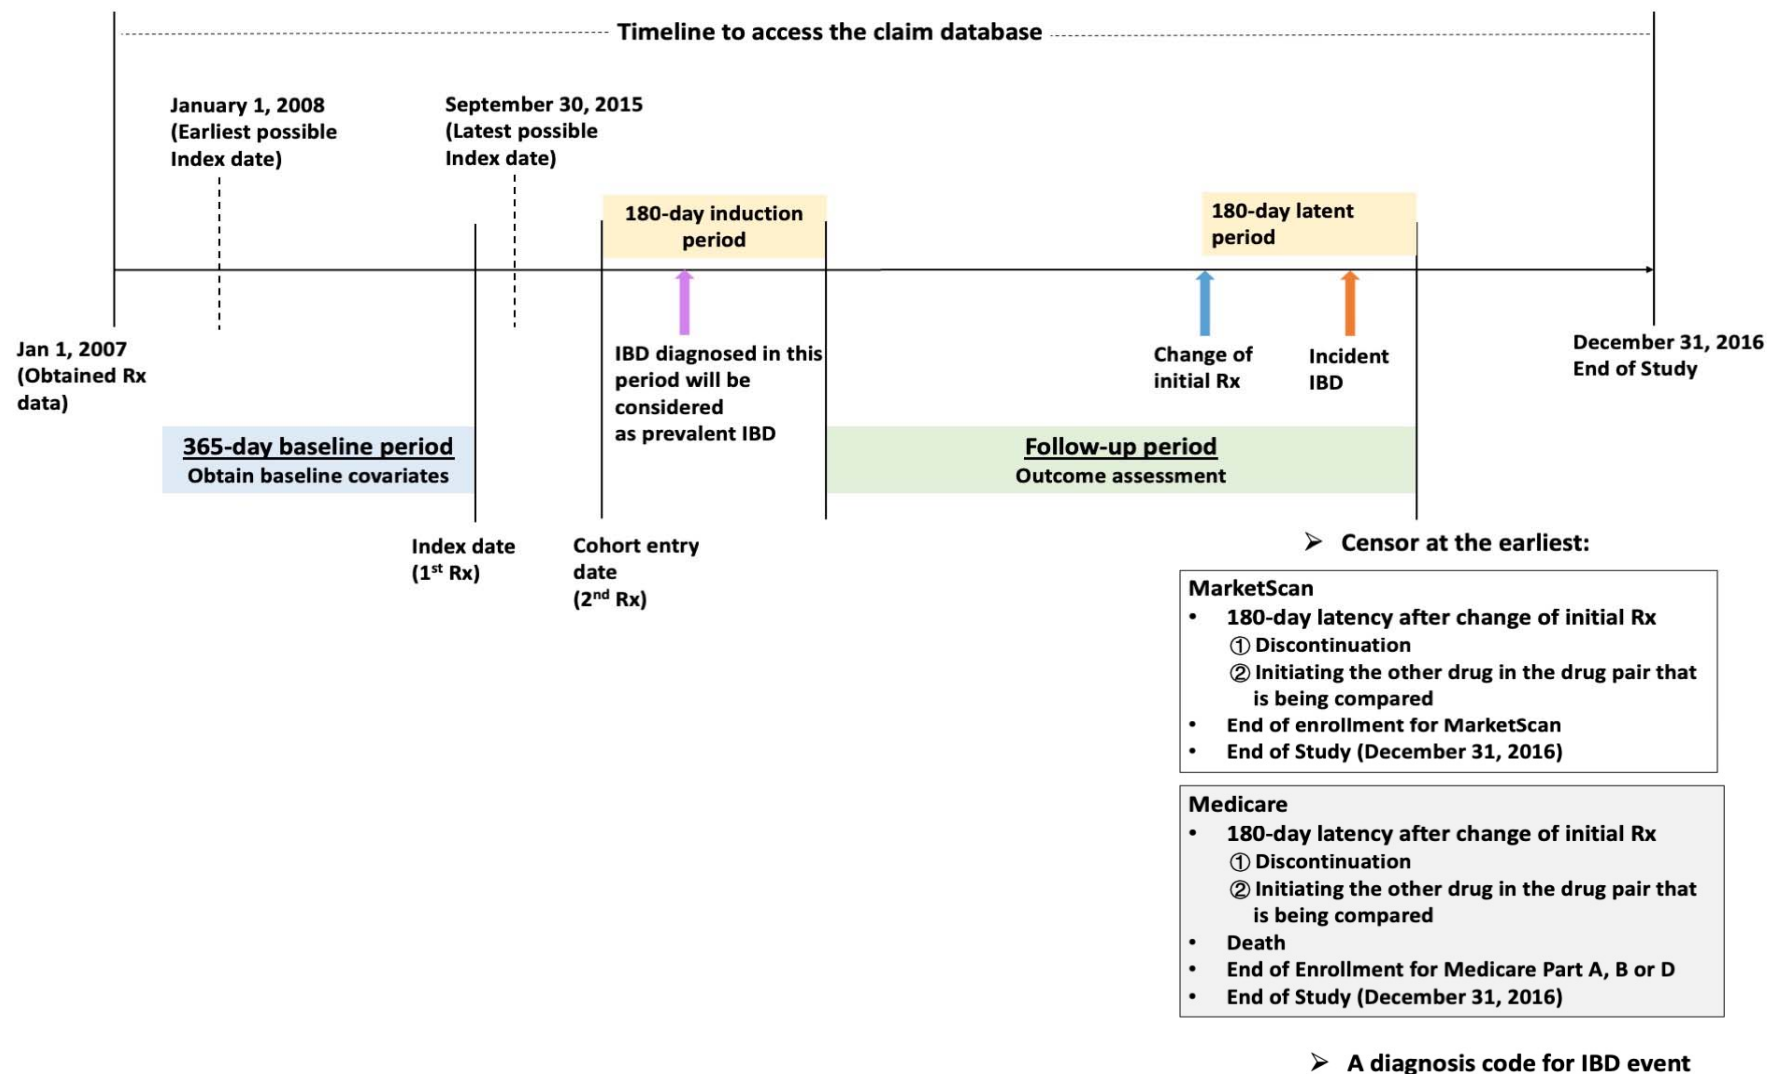 Timeline to access the claim database
January 1, 2008
(Earliest possible
Index date)
September 30, 2015
(Latest possible
Index date)
180-day induction
period
180-day latent
period
Jan 1, 2007
(Obtained Rx
data)
IBD diagnosed in this
period will be
considered
as prevalent IBD
Change of
initial Rx
Incident
IBD
December 31, 2016
End of Study
365-day baseline period
Obtain baseline covariates
Follow-up period
Outcome assessment
Index date
(1st Rx)
Cohort entry
date
(2nd Rx)
➢ Censor at the earliest:
MarketScan
• 180-day latency after change of initial Rx
① Discontinuation
② Initiating the other drug in the drug pair that
is being compared
• End of enrollment for MarketScan
• End of Study (December 31, 2016)
Medicare
• 180-day latency after change of initial Rx
① Discontinuation
② Initiating the other drug in the drug pair that
is being compared
• Death
• End of Enrollment for Medicare Part A, B or D
• End of Study (December 31, 2016)
➢ A diagnosis code for IBD event